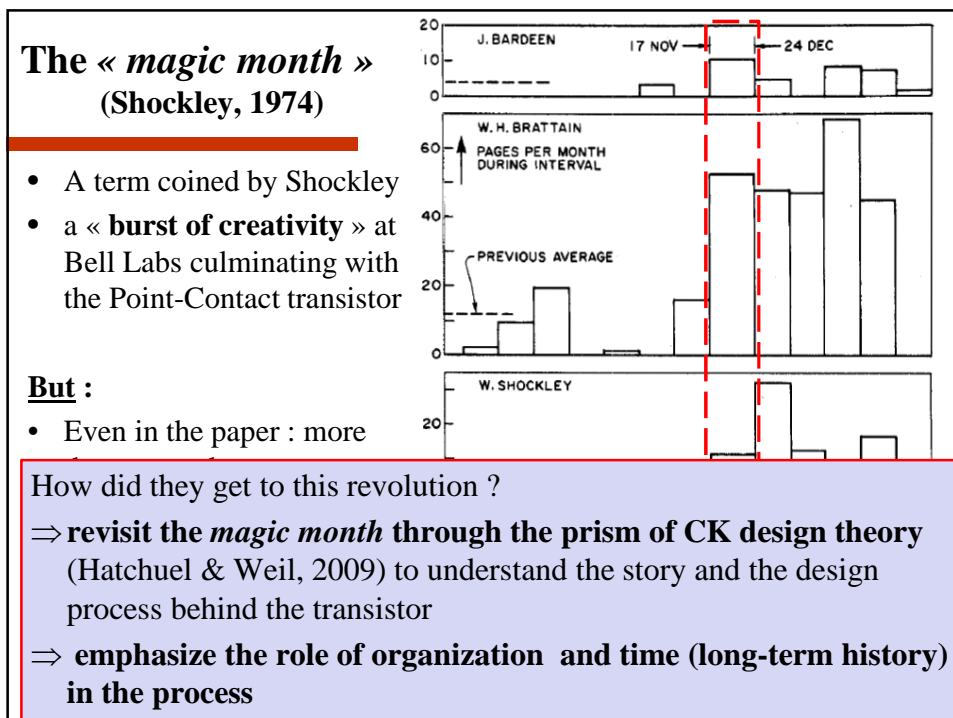 The « magic month »
(Shockley, 1974)
• A term coined by Shockley
• a « burst of creativity » at
Bell Labs culminating with
the Point-Contact transistor
But :
• Even in the paper : more
20
10
0
J. BARDEEN
17 NOV
24 DEC
60
40
20
0
W. H. BRATTAIN
PAGES PER MONTH
DURING INTERVAL
PREVIOUS AVERAGE
W. SHOCKLEY
20
How did they get to this revolution ?
⇒ revisit the magic month through the prism of CK design theory
(Hatchuel & Weil, 2009) to understand the story and the design
process behind the transistor
⇒ emphasize the role of organization and time (long-term history)
in the process